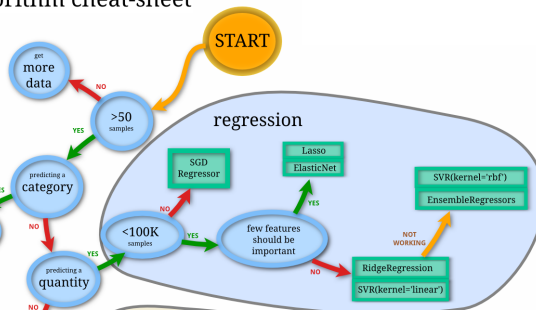 cheat-sheet
START
get
more
data
NO
>50
samples
YES
regression
predicting a
category
NO
YES
predicting a
quantity
NO
<100K
samples
NO
SGD
Regressor
YES
few features
should be
important
YES
Lasso
ElasticNet
NO
RidgeRegression
SVR(kernel='linear')
NOT
WORKING
SVR(kernel='rbf')
EnsembleRegressors